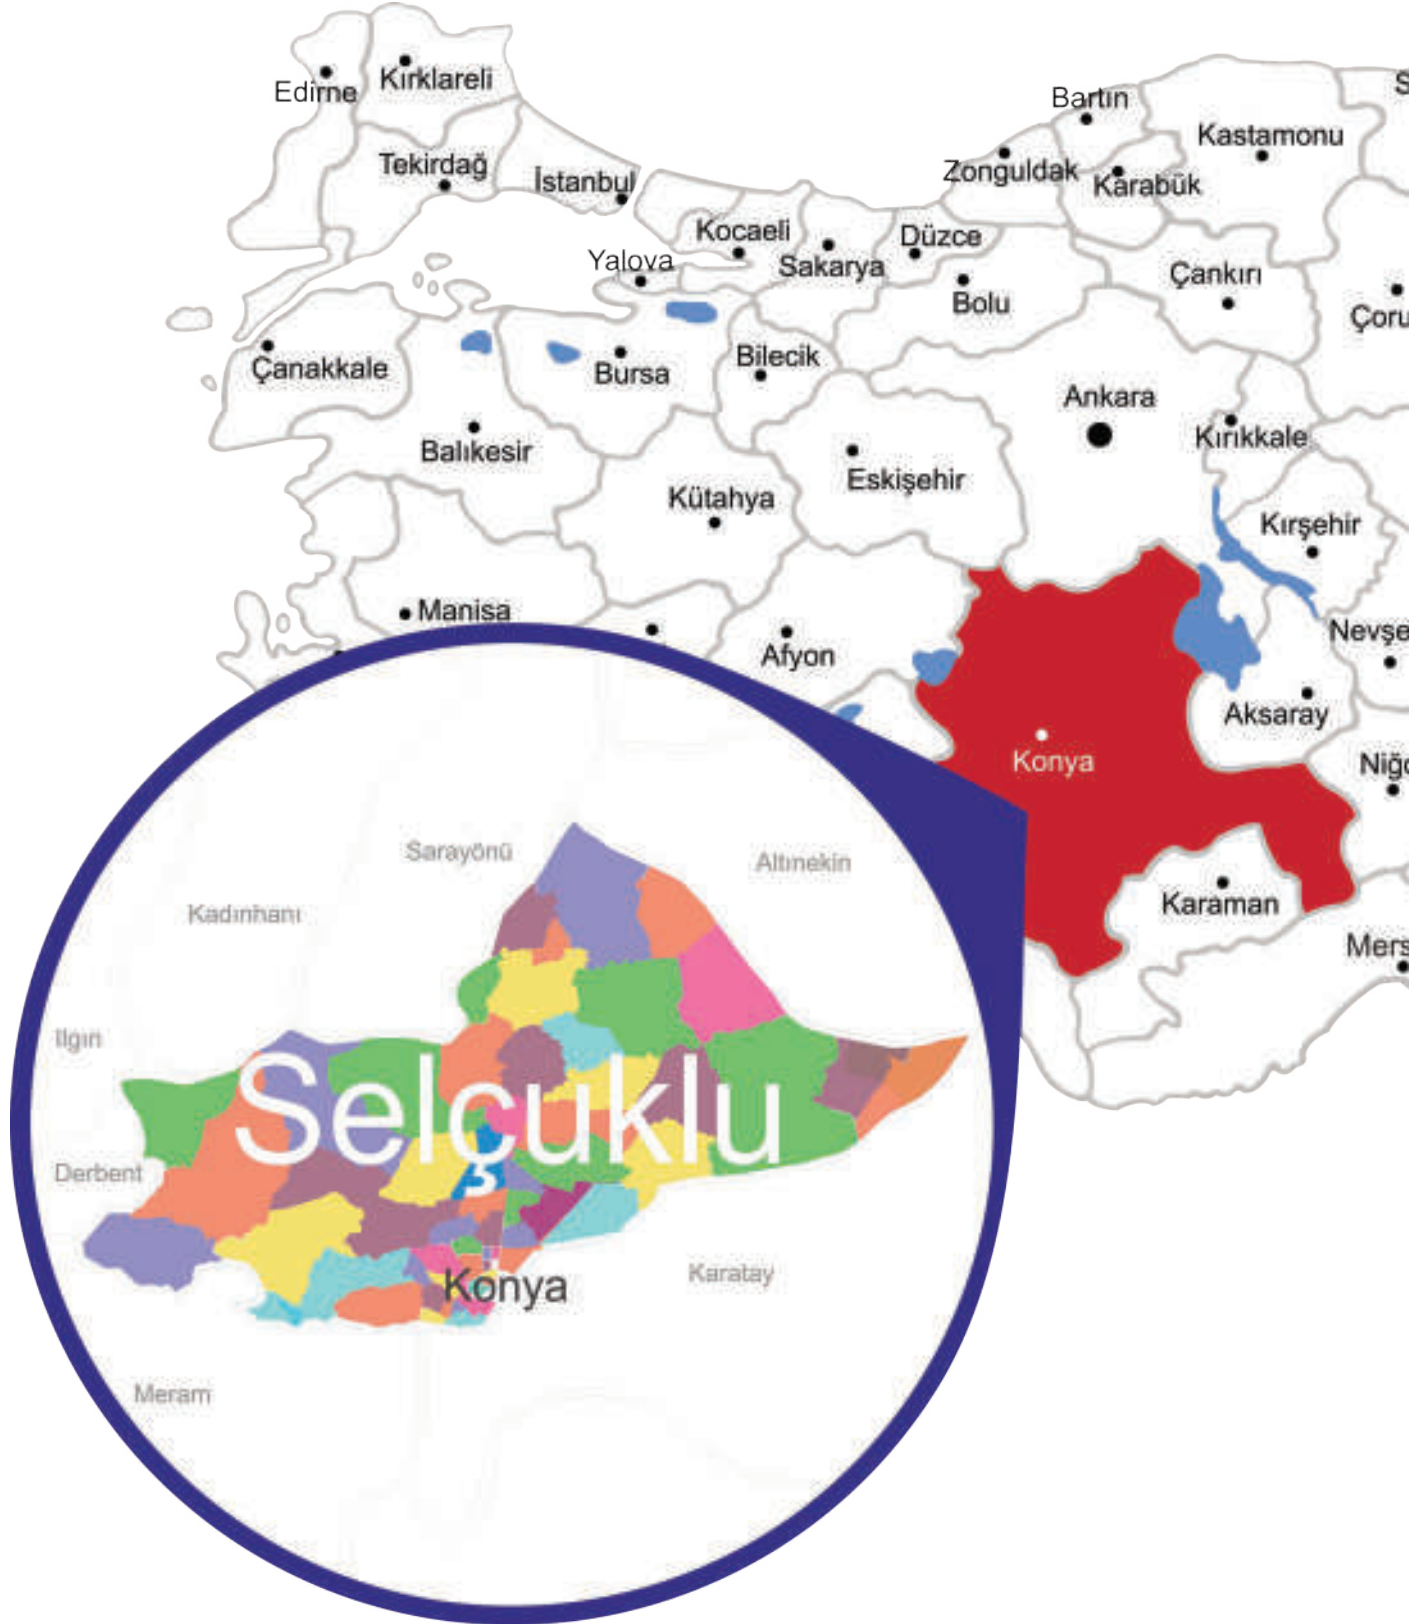 Edirne
Kırklareli
Tekirdağ
İstanbul
Bartın
Zonguldak
Karabük
Kastamonu
Kocaeli
Yalova
Sakarya
Düzce
Bolu
Çankırı
Çanakkale
Bursa
Bilecik
Ankara
Kırıkkale
Balıkesir
Eskişehir
Kütahya
Kırşehir
Manisa
Afyon
Aksaray
Konya
Karaman
Sarayönü
Altınekin
Kadınhanı
Ilgın
Selçuklu
Derbent
Konya
Karatay
Meram